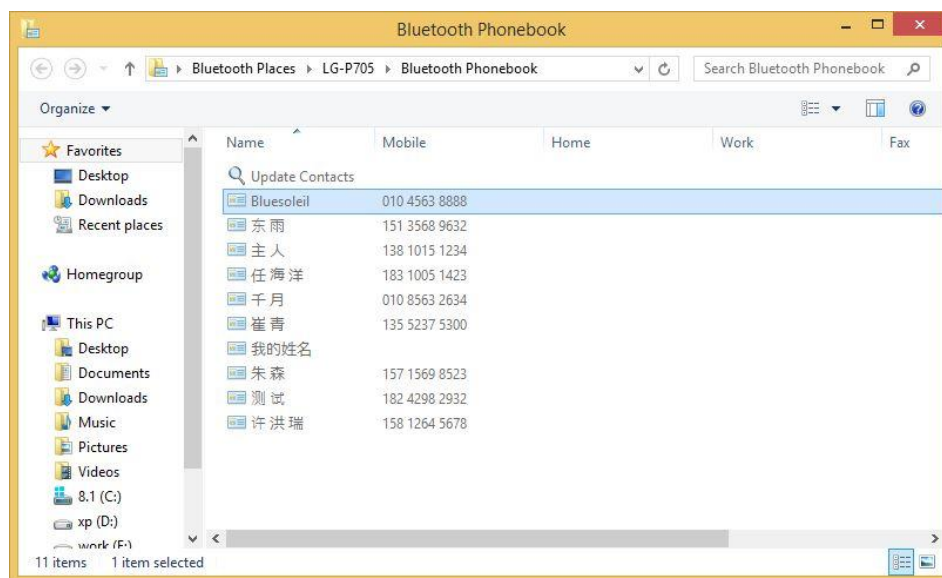 Bluetooth Phonebook
Bluetooth Places LG-P705 Bluetooth Phonebook Search Bluetooth Phonebook
Organize
Favorites
Desktop
Downloads
Recent places
Homegroup
This PC
Desktop
Documents
Downloads
Music
Pictures
Videos
8.1 (C:)
xp (D:)
work (E:)
Name Mobile Home Work Fax
Update Contacts
Bluesoleil 010 4563 8888
东雨 151 3568 9632
主人 138 1015 1234
任海洋 183 1005 1423
千月 010 8563 2634
崔青 135 5237 5300
我的姓名
朱森 157 1569 8523
测试 182 4298 2932
许洪瑞 158 1264 5678
11 items 1 item selected